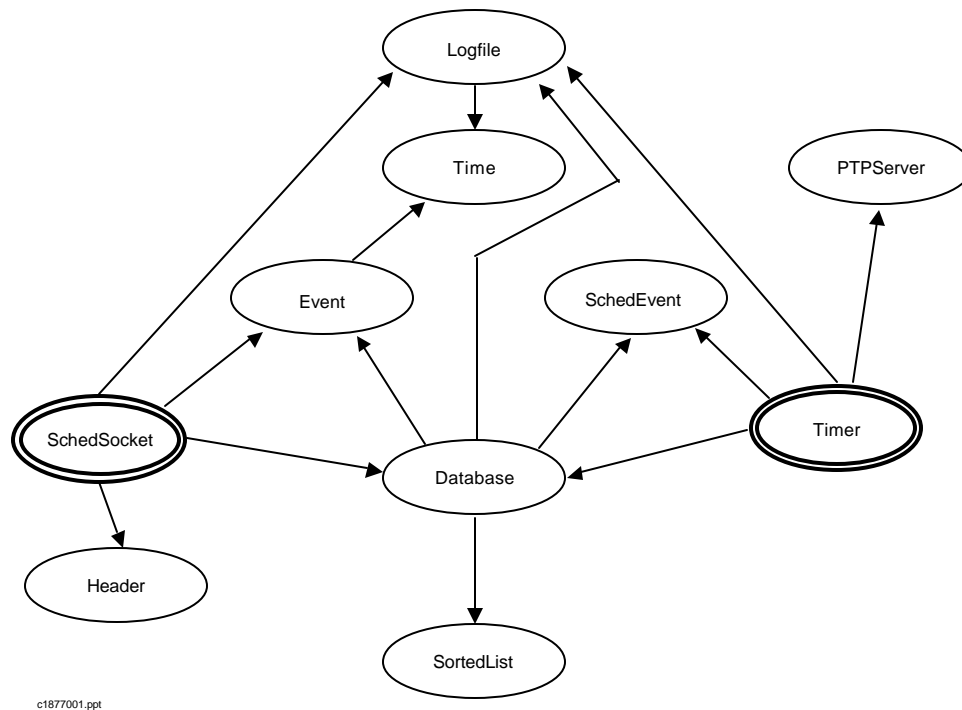 Logfile
Time
PTPServer
Event
SchedEvent
SchedSocket
Timer
Database
Header
SortedList
c1877001.ppt